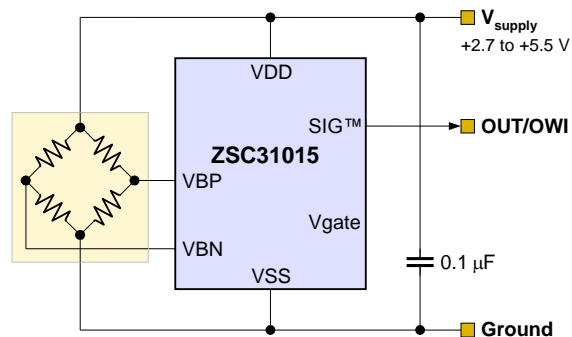 V_supply
+2.7 to +5.5 V
VDD
SIG™
OUT/OWI
ZSC31015
VBP
Vgate
VBN
VSS
0.1 µF
Ground